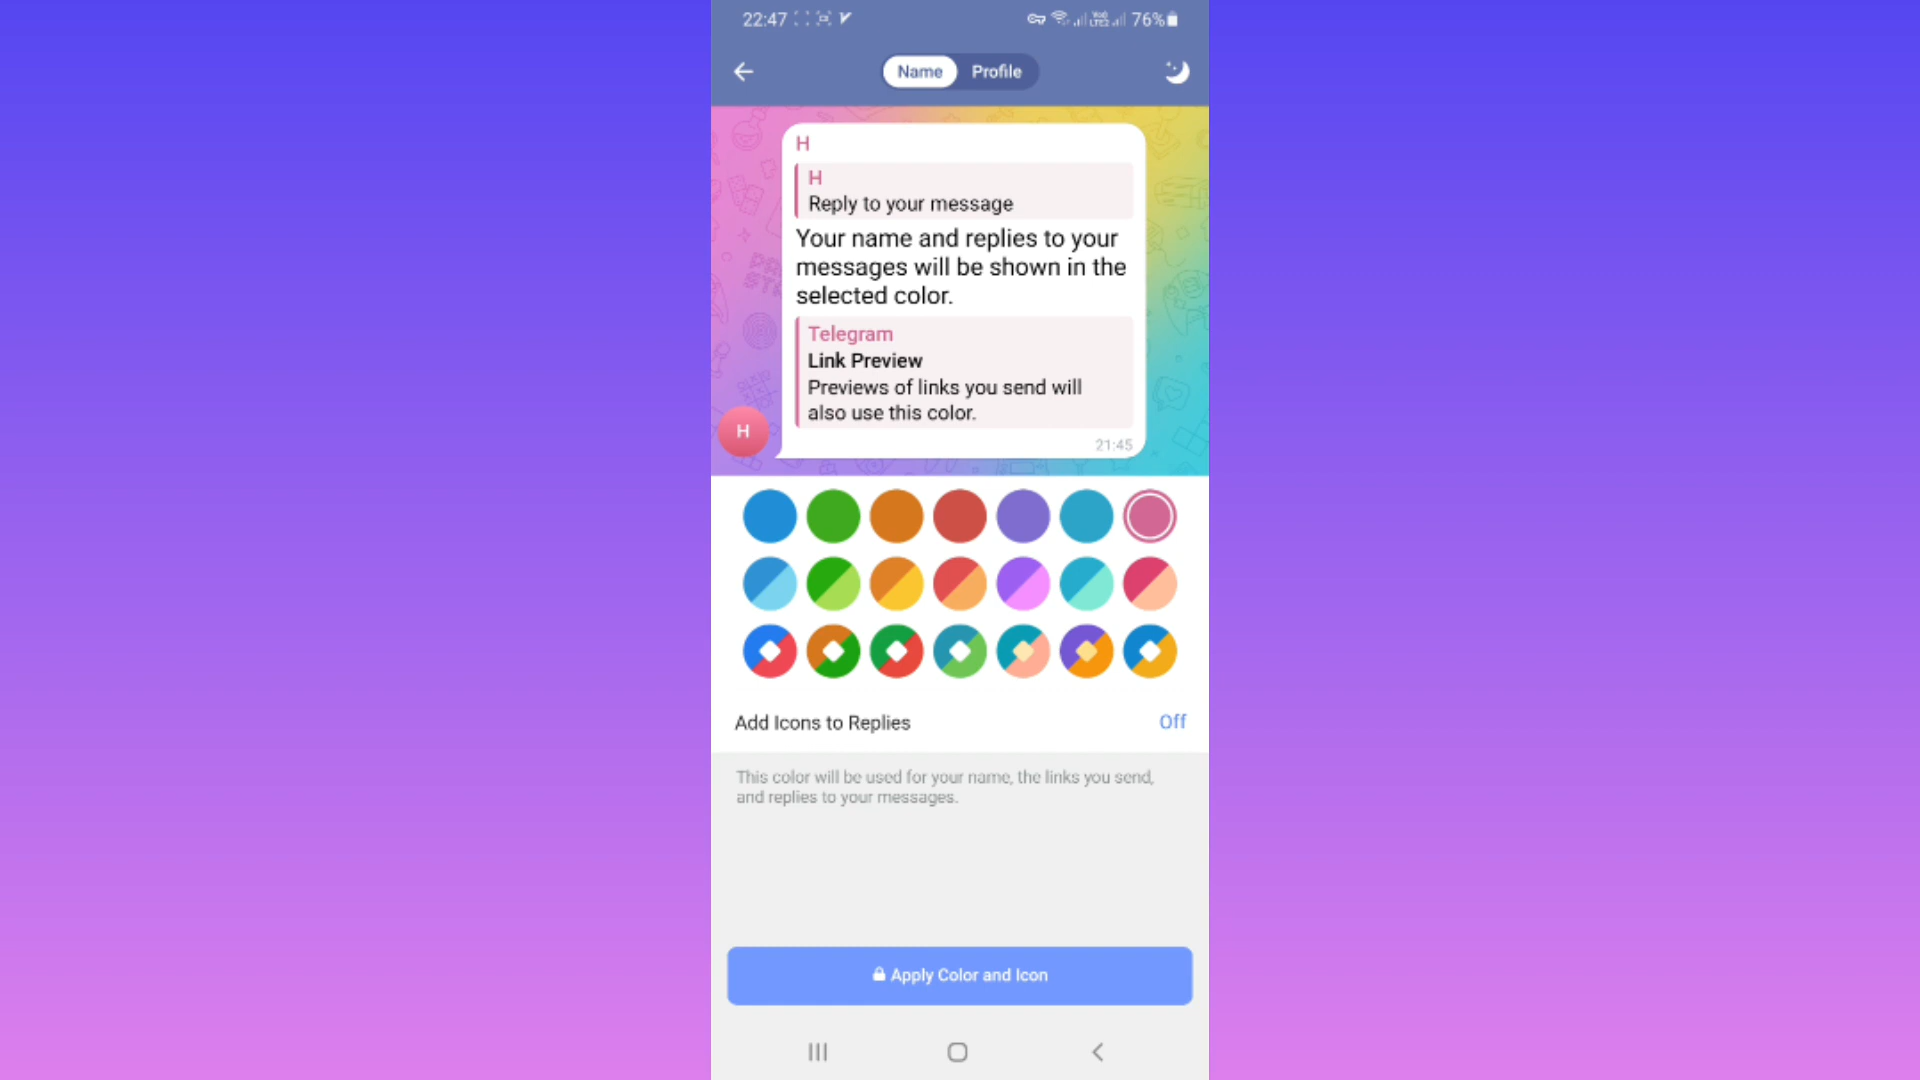 22:47
76%
Name Profile
H
H
Reply to your message
Your name and replies to your
messages will be shown in the
selected color.
Telegram
Link Preview
Previews of links you send will
also use this color.
H
21:45
Add Icons to Replies Off
This color will be used for your name, the links you send,
and replies to your messages.
Apply Color and Icon